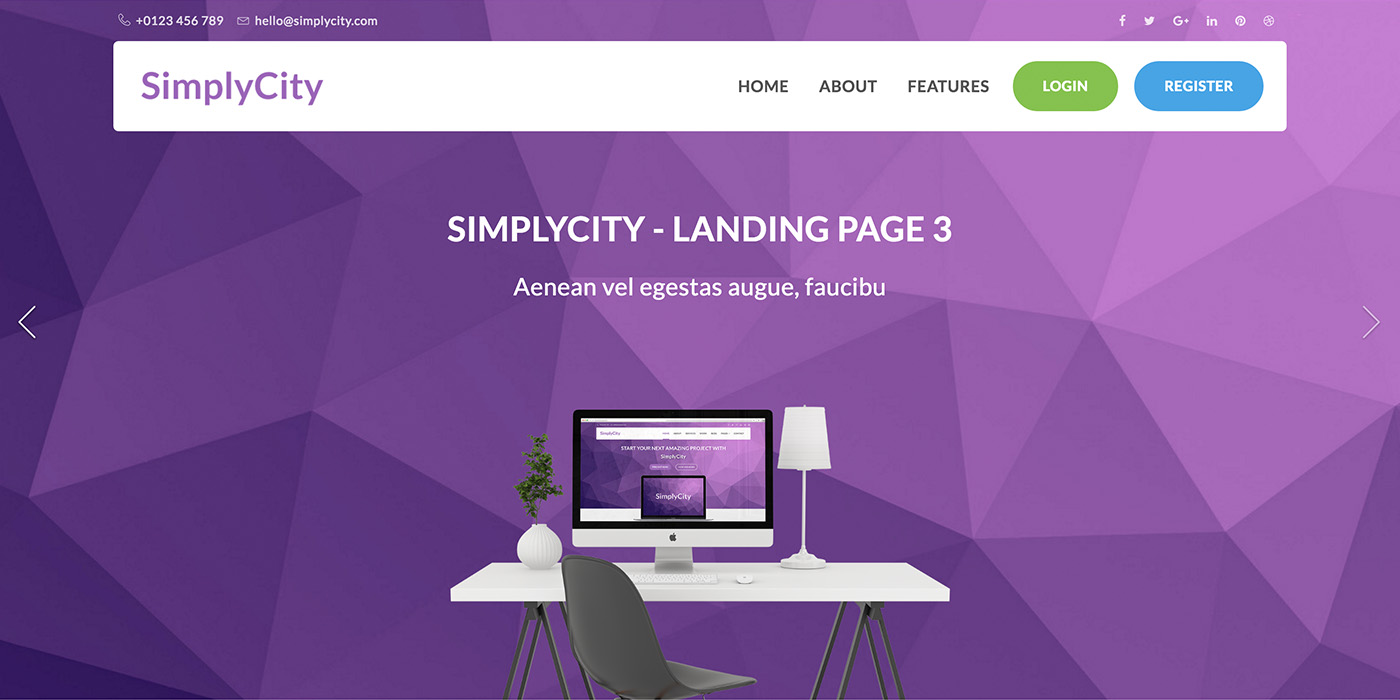 +0123 456 789 hello@simplycity.com
SimplyCity
HOME ABOUT FEATURES LOGIN REGISTER
SIMPLYCITY - LANDING PAGE 3
Aenean vel egestas augue, faucibu
START YOUR NEXT AMAZING PROJECT WITH
SimplyCity
SimplyCity